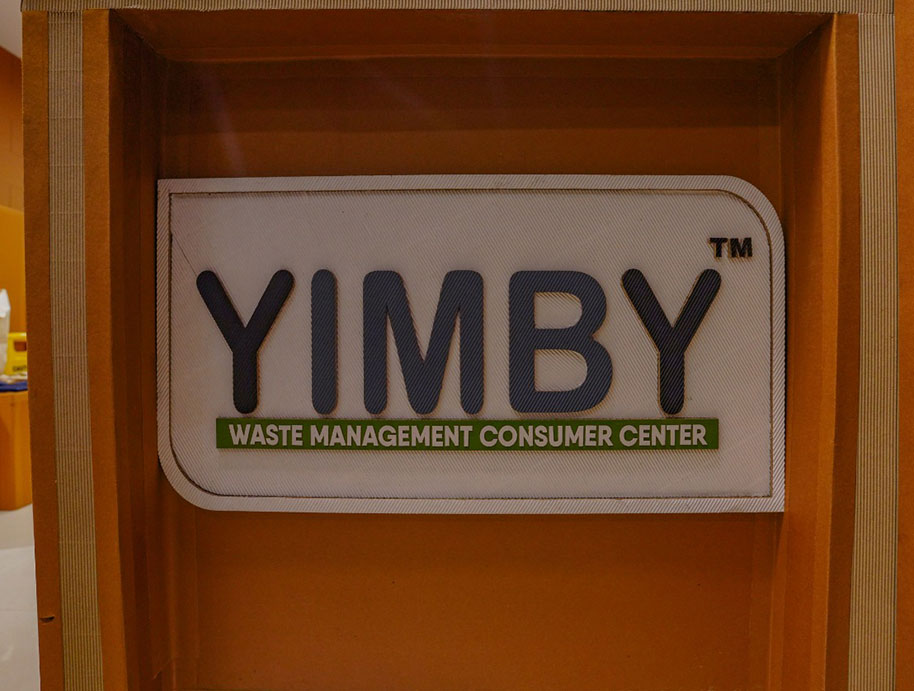 YIMBY™
WASTE MANAGEMENT CONSUMER CENTER